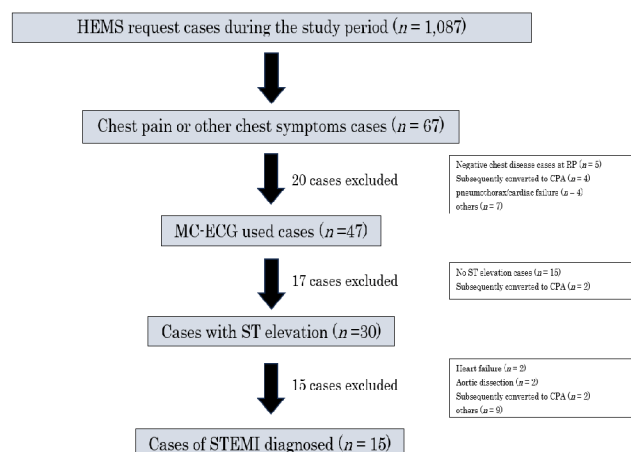 HEMS request cases during the study period (n = 1,087)
Chest pain or other chest symptoms cases (n = 67)
20 cases excluded
Negative chest disease cases at RP (n = 5)
Subsequently converted to CPA (n = 4)
pneumothorax/cardiac failure (n – 4)
others (n = 7)
MC-ECG used cases (n =47)
17 cases excluded
No ST elevation cases (n = 15)
Subsequently converted to CPA (n = 2)
Cases with ST elevation (n =30)
15 cases excluded
Heart failure (n = 2)
Aortic dissection (n = 2)
Subsequently converted to CPA (n = 2)
others (n = 9)
Cases of STEMI diagnosed (n = 15)